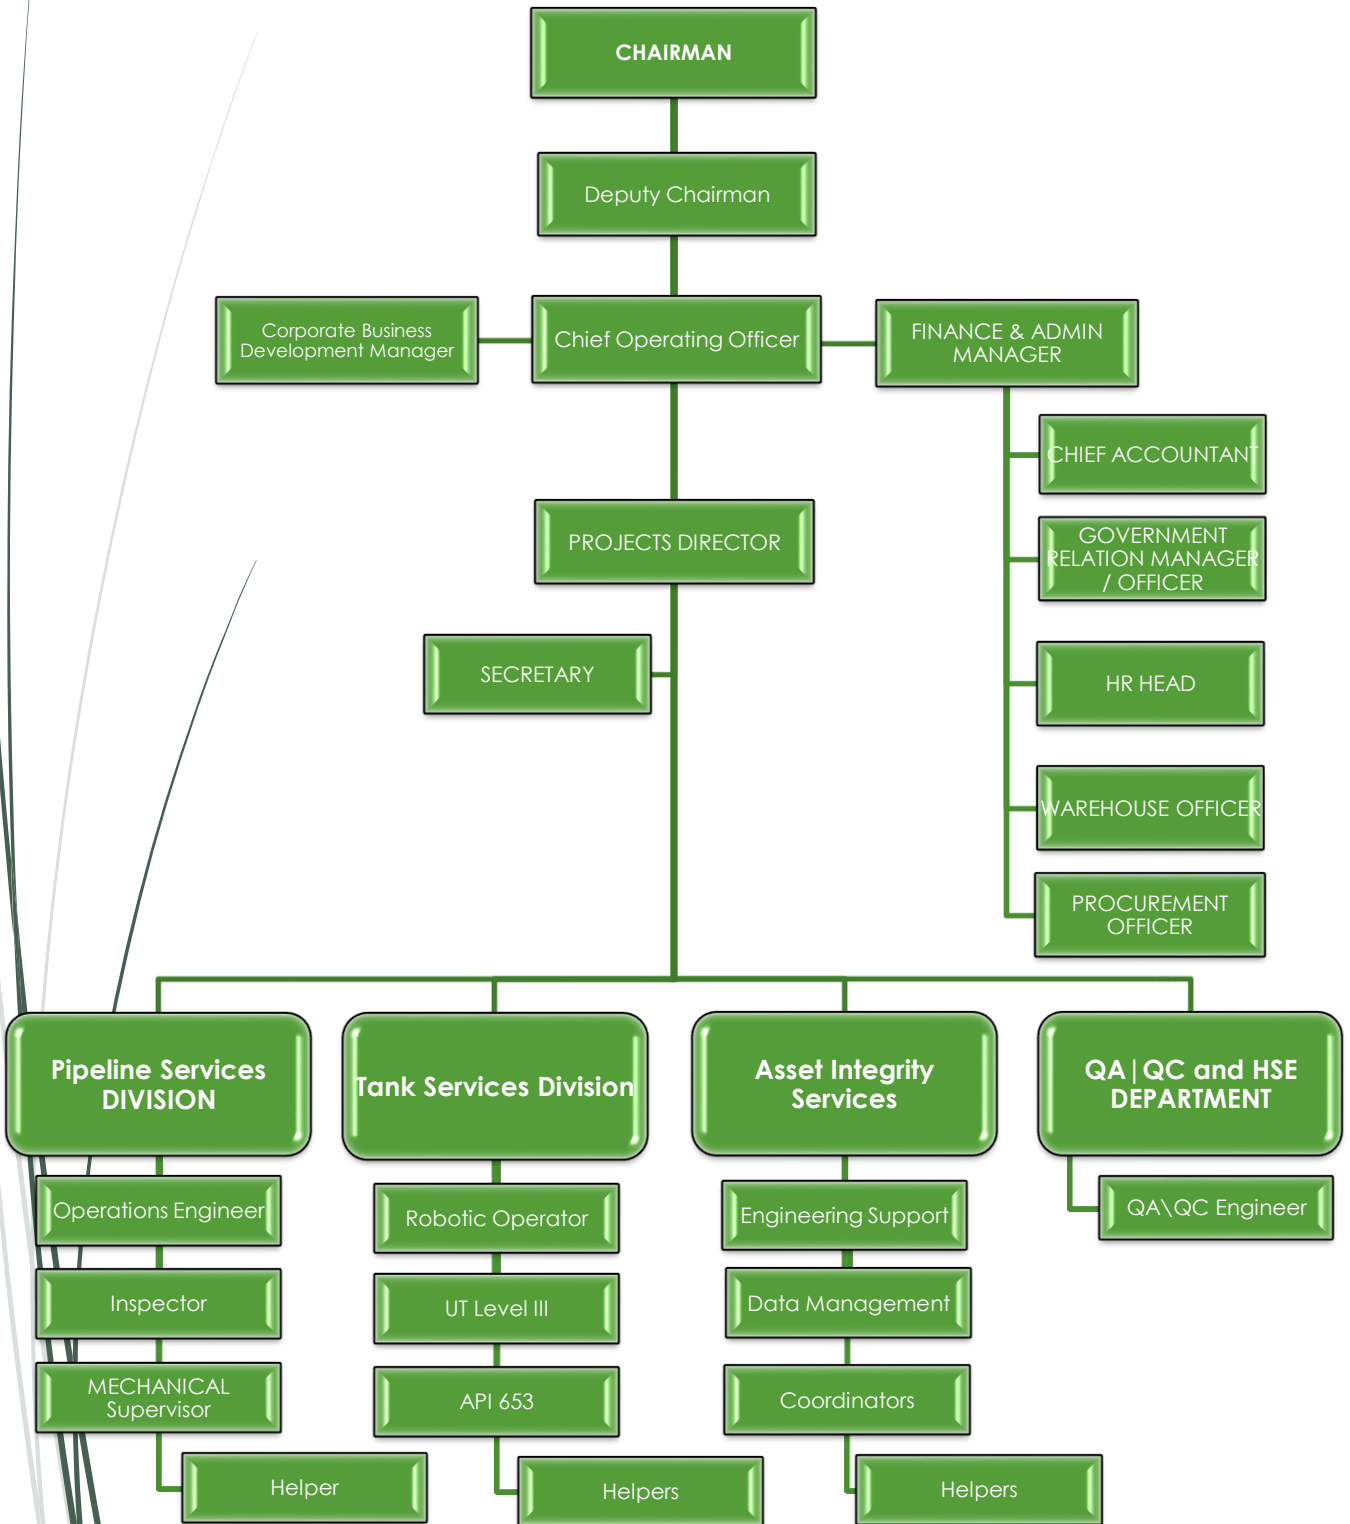 CHAIRMAN
Deputy Chairman
Corporate Business
Development Manager
Chief Operating Officer
FINANCE & ADMIN
MANAGER
CHIEF ACCOUNTANT
GOVERNMENT
RELATION MANAGER
/ OFFICER
PROJECTS DIRECTOR
SECRETARY
HR HEAD
WAREHOUSE OFFICER
PROCUREMENT
OFFICER
Pipeline Services
DIVISION
Operations Engineer
Inspector
MECHANICAL
Supervisor
Helper
Tank Services Division
Robotic Operator
UT Level III
API 653
Helpers
Asset Integrity
Services
Engineering Support
Data Management
Coordinators
Helpers
QA|QC and HSE
DEPARTMENT
QA\QC Engineer